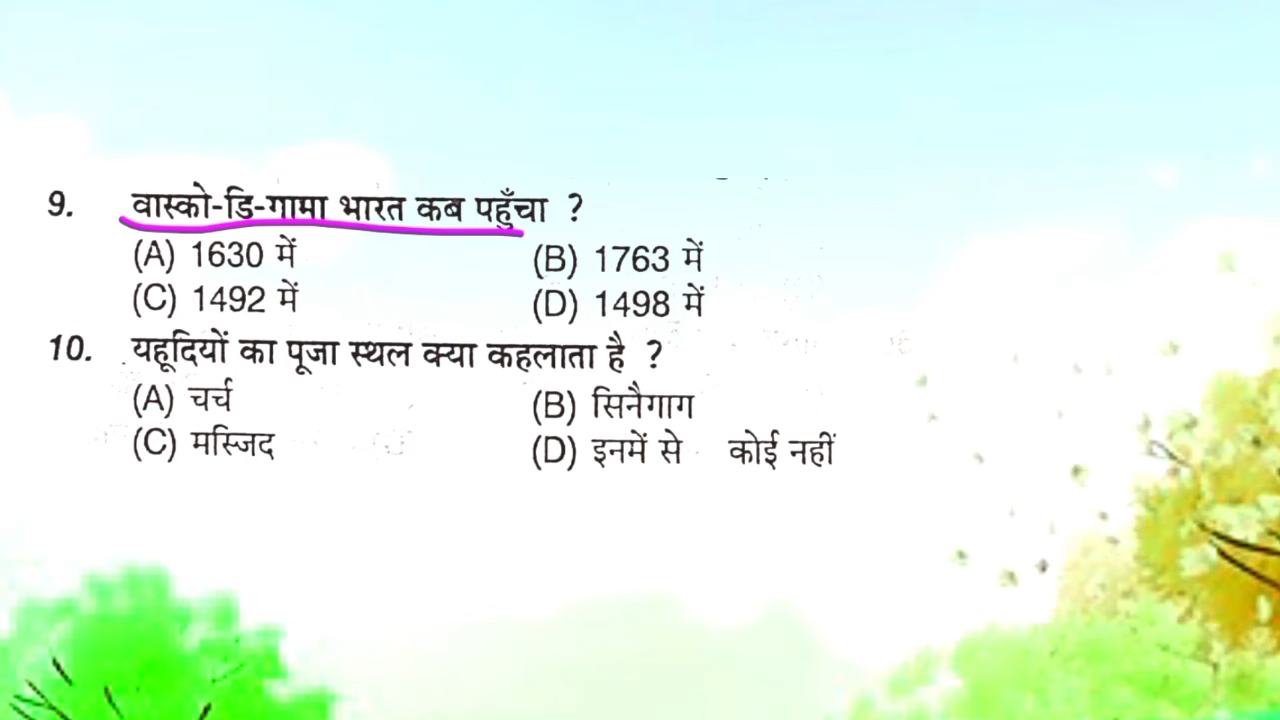 9. वास्को-डि-गामा भारत कब पहुँचा ?
(A) 1630 में (B) 1763 में
(C) 1492 में (D) 1498 में
10. यहूदियों का पूजा स्थल क्या कहलाता है ?
(A) चर्च (B) सिनैगाग
(C) मस्जिद (D) इनमें से कोई नहीं